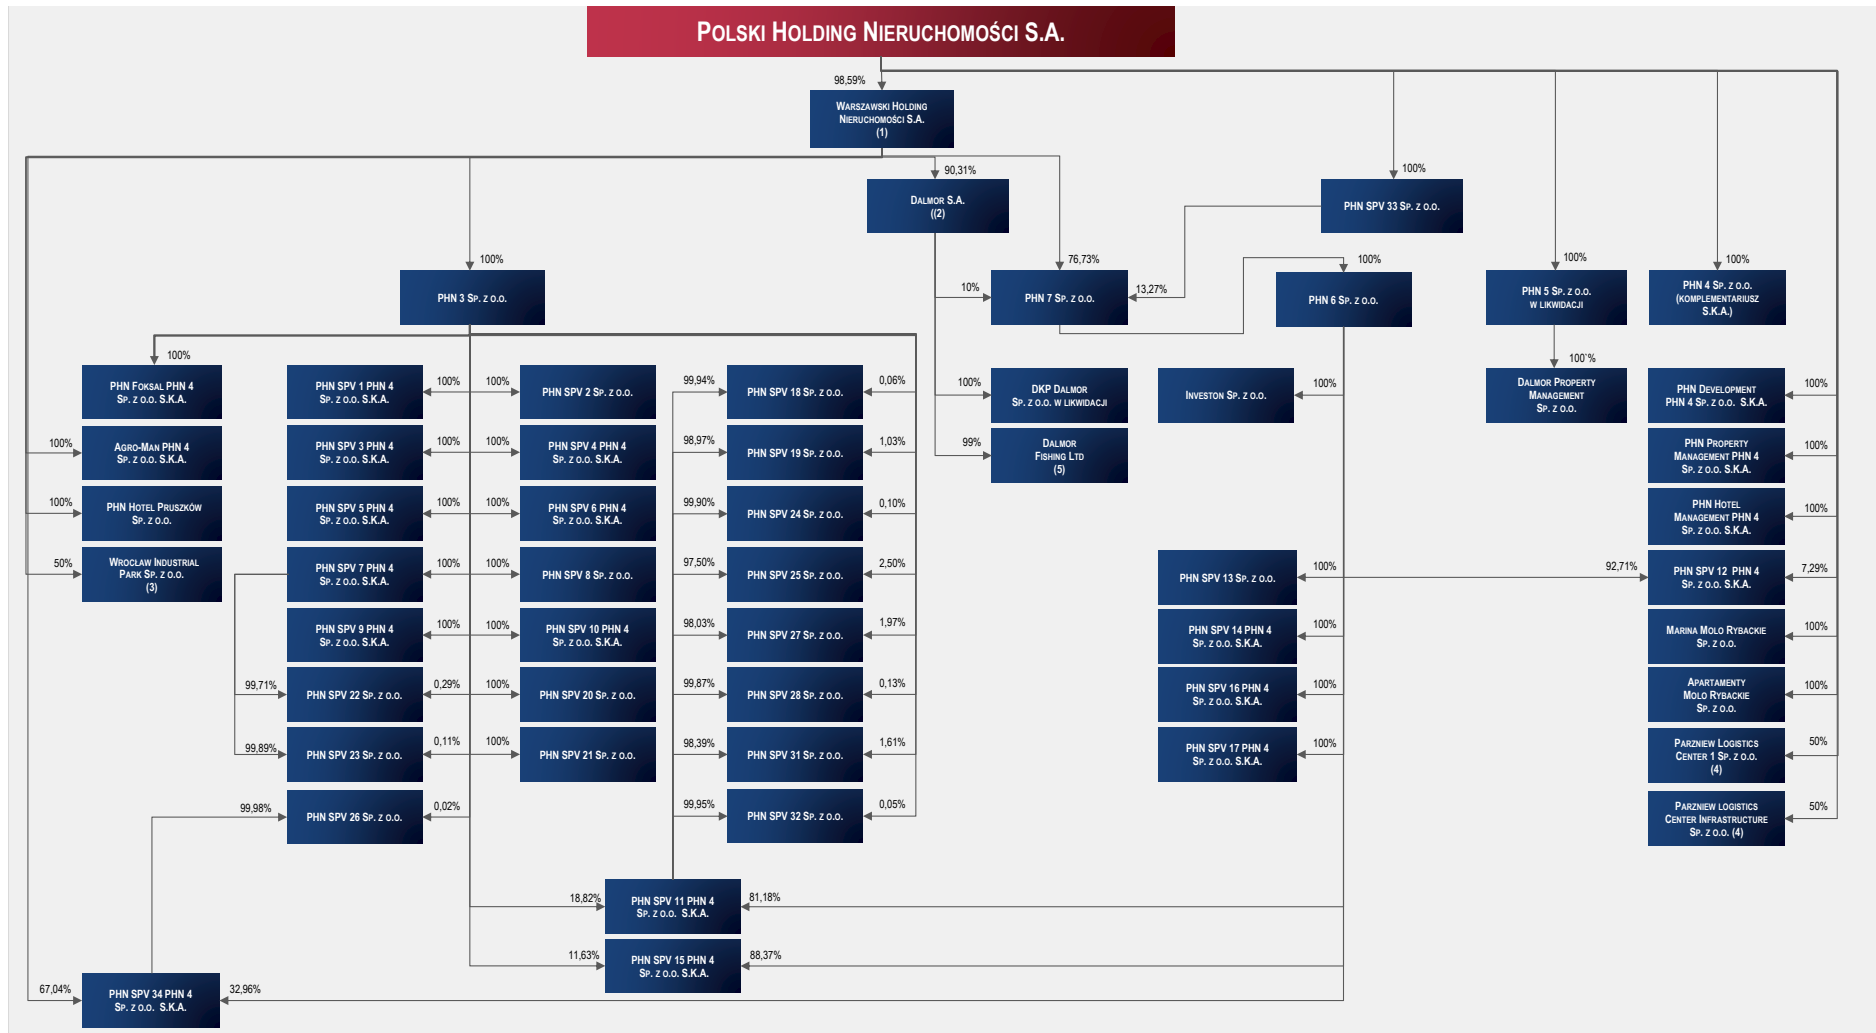 POLSKI HOLDING NIERUCHOMOŚCI S.A.
98,59%
WARSZAWSKI HOLDING
NIERUCHOMOŚCI S.A.
(1)
90,31%
100%
DALMOR S.A.
((2)
PHN SPV 33 SP. Z O.O.
100%
76,73%
100%
100%
100%
PHN 3 SP. Z O.O.
10%
PHN 7 SP. Z O.O.
13,27%
PHN 6 SP. Z O.O.
PHN 5 SP. Z O.O.
W LIKWIDACJI
PHN 4 SP. Z O.O.
(KOMPLEMENTARIUSZ
S.K.A.)
100%
100`%
PHN FOKSAL PHN 4
SP. Z O.O. S.K.A.
PHN SPV 1 PHN 4
SP. Z O.O. S.K.A.
100%
100%
PHN SPV 2 SP. Z O.O.
99,94%
PHN SPV 18 SP. Z O.O.
0,06%
100%
DKP DALMOR
SP. Z O.O. W LIKWIDACJI
INVESTON SP. Z O.O.
100%
DALMOR PROPERTY
MANAGEMENT
SP. Z O.O.
PHN DEVELOPMENT
PHN 4 SP. Z O.O. S.K.A.
100%
100%
AGRO-MAN PHN 4
SP. Z O.O. S.K.A.
PHN SPV 3 PHN 4
SP. Z O.O. S.K.A.
100%
100%
PHN SPV 4 PHN 4
SP. Z O.O. S.K.A.
98,97%
PHN SPV 19 SP. Z O.O.
1,03%
99%
DALMOR
FISHING LTD
(5)
PHN PROPERTY
MANAGEMENT PHN 4
SP. Z O.O. S.K.A.
100%
100%
PHN HOTEL PRUSZKÓW
SP. Z O.O.
PHN SPV 5 PHN 4
SP. Z O.O. S.K.A.
100%
100%
PHN SPV 6 PHN 4
SP. Z O.O. S.K.A.
99,90%
PHN SPV 24 SP. Z O.O.
0,10%
PHN HOTEL
MANAGEMENT PHN 4
SP. Z O.O. S.K.A.
100%
50%
WROCŁAW INDUSTRIAL
PARK SP. Z O.O.
(3)
PHN SPV 7 PHN 4
SP. Z O.O. S.K.A.
100%
100%
PHN SPV 8 SP. Z O.O.
97,50%
PHN SPV 25 SP. Z O.O.
2,50%
PHN SPV 13 SP. Z O.O.
100%
92,71%
PHN SPV 12 PHN 4
SP. Z O.O. S.K.A.
7,29%
PHN SPV 9 PHN 4
SP. Z O.O. S.K.A.
100%
100%
PHN SPV 10 PHN 4
SP. Z O.O. S.K.A.
98,03%
PHN SPV 27 SP. Z O.O.
1,97%
PHN SPV 14 PHN 4
SP. Z O.O. S.K.A.
100%
MARINA MOLO RYBACKIE
SP. Z O.O.
100%
99,71%
PHN SPV 22 SP. Z O.O.
0,29%
100%
PHN SPV 20 SP. Z O.O.
99,87%
PHN SPV 28 SP. Z O.O.
0,13%
PHN SPV 16 PHN 4
SP. Z O.O. S.K.A.
100%
APARTAMENTY
MOLO RYBACKIE
SP. Z O.O.
100%
99,89%
PHN SPV 23 SP. Z O.O.
0,11%
100%
PHN SPV 21 SP. Z O.O.
98,39%
PHN SPV 31 SP. Z O.O.
1,61%
PHN SPV 17 PHN 4
SP. Z O.O. S.K.A.
100%
PARZNIEW LOGISTICS
CENTER 1 SP. Z O.O.
(4)
50%
99,98%
PHN SPV 26 SP. Z O.O.
0,02%
99,95%
PHN SPV 32 SP. Z O.O.
0,05%
PARZNIEW LOGISTICS
CENTER INFRASTRUCTURE
SP. Z O.O. (4)
50%
18,82%
PHN SPV 11 PHN 4
SP. Z O.O. S.K.A.
81,18%
11,63%
PHN SPV 15 PHN 4
SP. Z O.O. S.K.A.
88,37%
67,04%
PHN SPV 34 PHN 4
SP. Z O.O. S.K.A.
32,96%